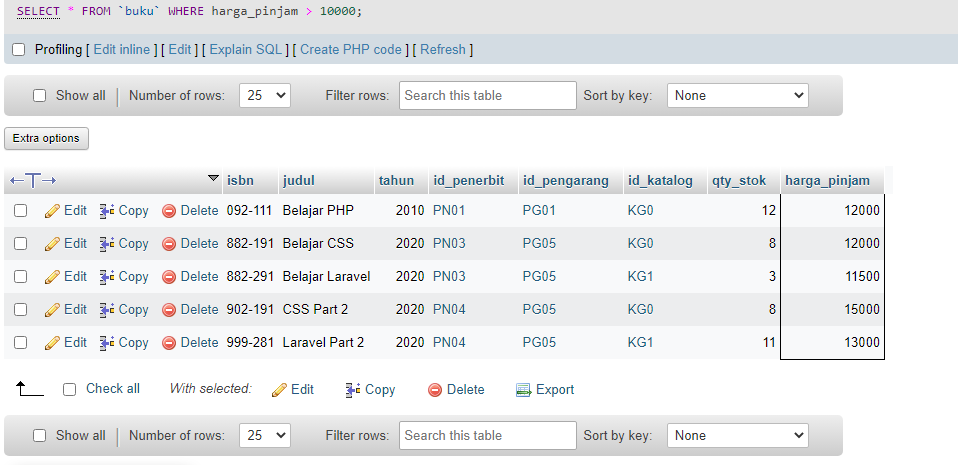 SELECT * FROM `buku` WHERE harga_pinjam > 10000;
Profiling [ Edit inline ] [ Edit ] [ Explain SQL ] [ Create PHP code ] [ Refresh ]
Show all | Number of rows: 25 Filter rows: Search this table Sort by key: None
Extra options
←T→ isbn judul tahun id_penerbit id_pengarang id_katalog qty_stok harga_pinjam
Edit Copy Delete 092-111 Belajar PHP 2010 PN01 PG01 KG0 12 12000
Edit Copy Delete 882-191 Belajar CSS 2020 PN03 PG05 KG0 8 12000
Edit Copy Delete 882-291 Belajar Laravel 2020 PN03 PG05 KG1 3 11500
Edit Copy Delete 902-191 CSS Part 2 2020 PN04 PG05 KG0 8 15000
Edit Copy Delete 999-281 Laravel Part 2 2020 PN04 PG05 KG1 11 13000
Check all With selected: Edit Copy Delete Export
Show all | Number of rows: 25 Filter rows: Search this table Sort by key: None